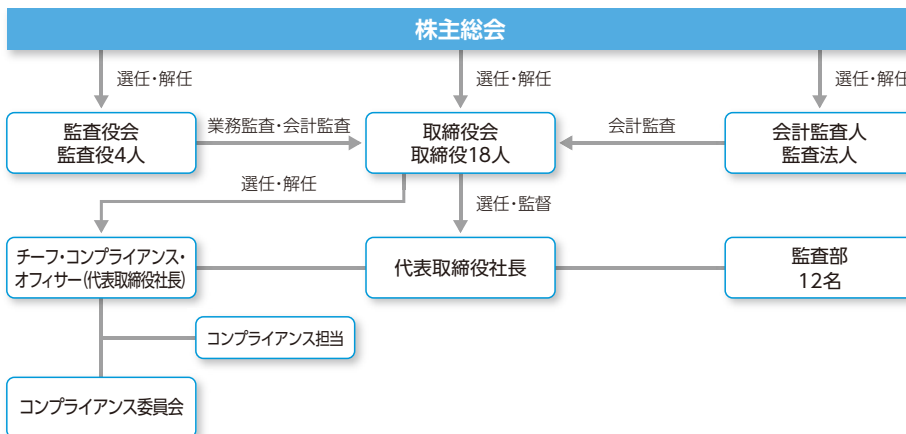 株主総会
選任・解任
選任・解任
選任・解任
監査役会
監査役4人
業務監査・会計監査
取締役会
取締役18人
会計監査
会計監査人
監査法人
選任・解任
選任・監督
チーフ・コンプライアンス・
オフィサー(代表取締役社長)
代表取締役社長
監査部
12名
コンプライアンス担当
コンプライアンス委員会